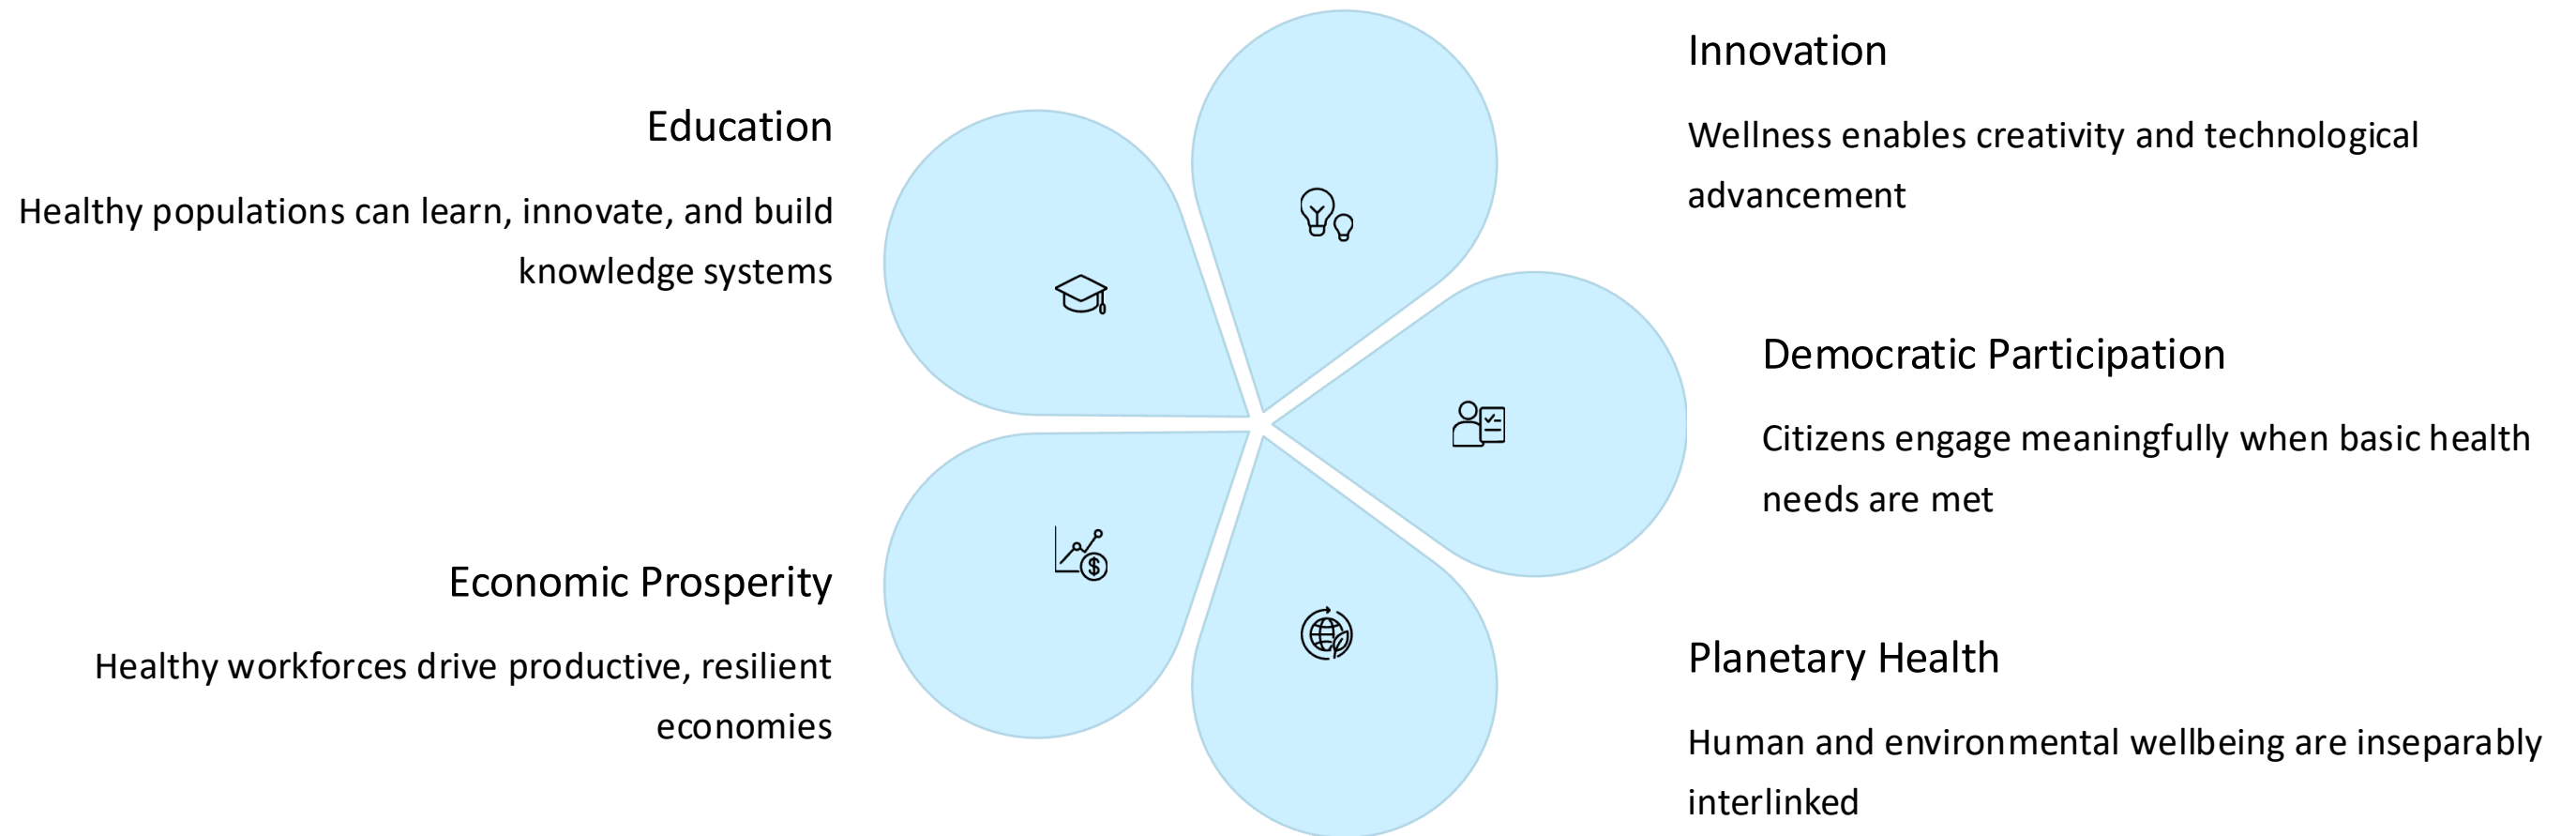 Education
Healthy populations can learn, innovate, and build
knowledge systems
Innovation
Wellness enables creativity and technological
advancement
Democratic Participation
Citizens engage meaningfully when basic health
needs are met
Economic Prosperity
Healthy workforces drive productive, resilient
economies
Planetary Health
Human and environmental wellbeing are inseparably
interlinked